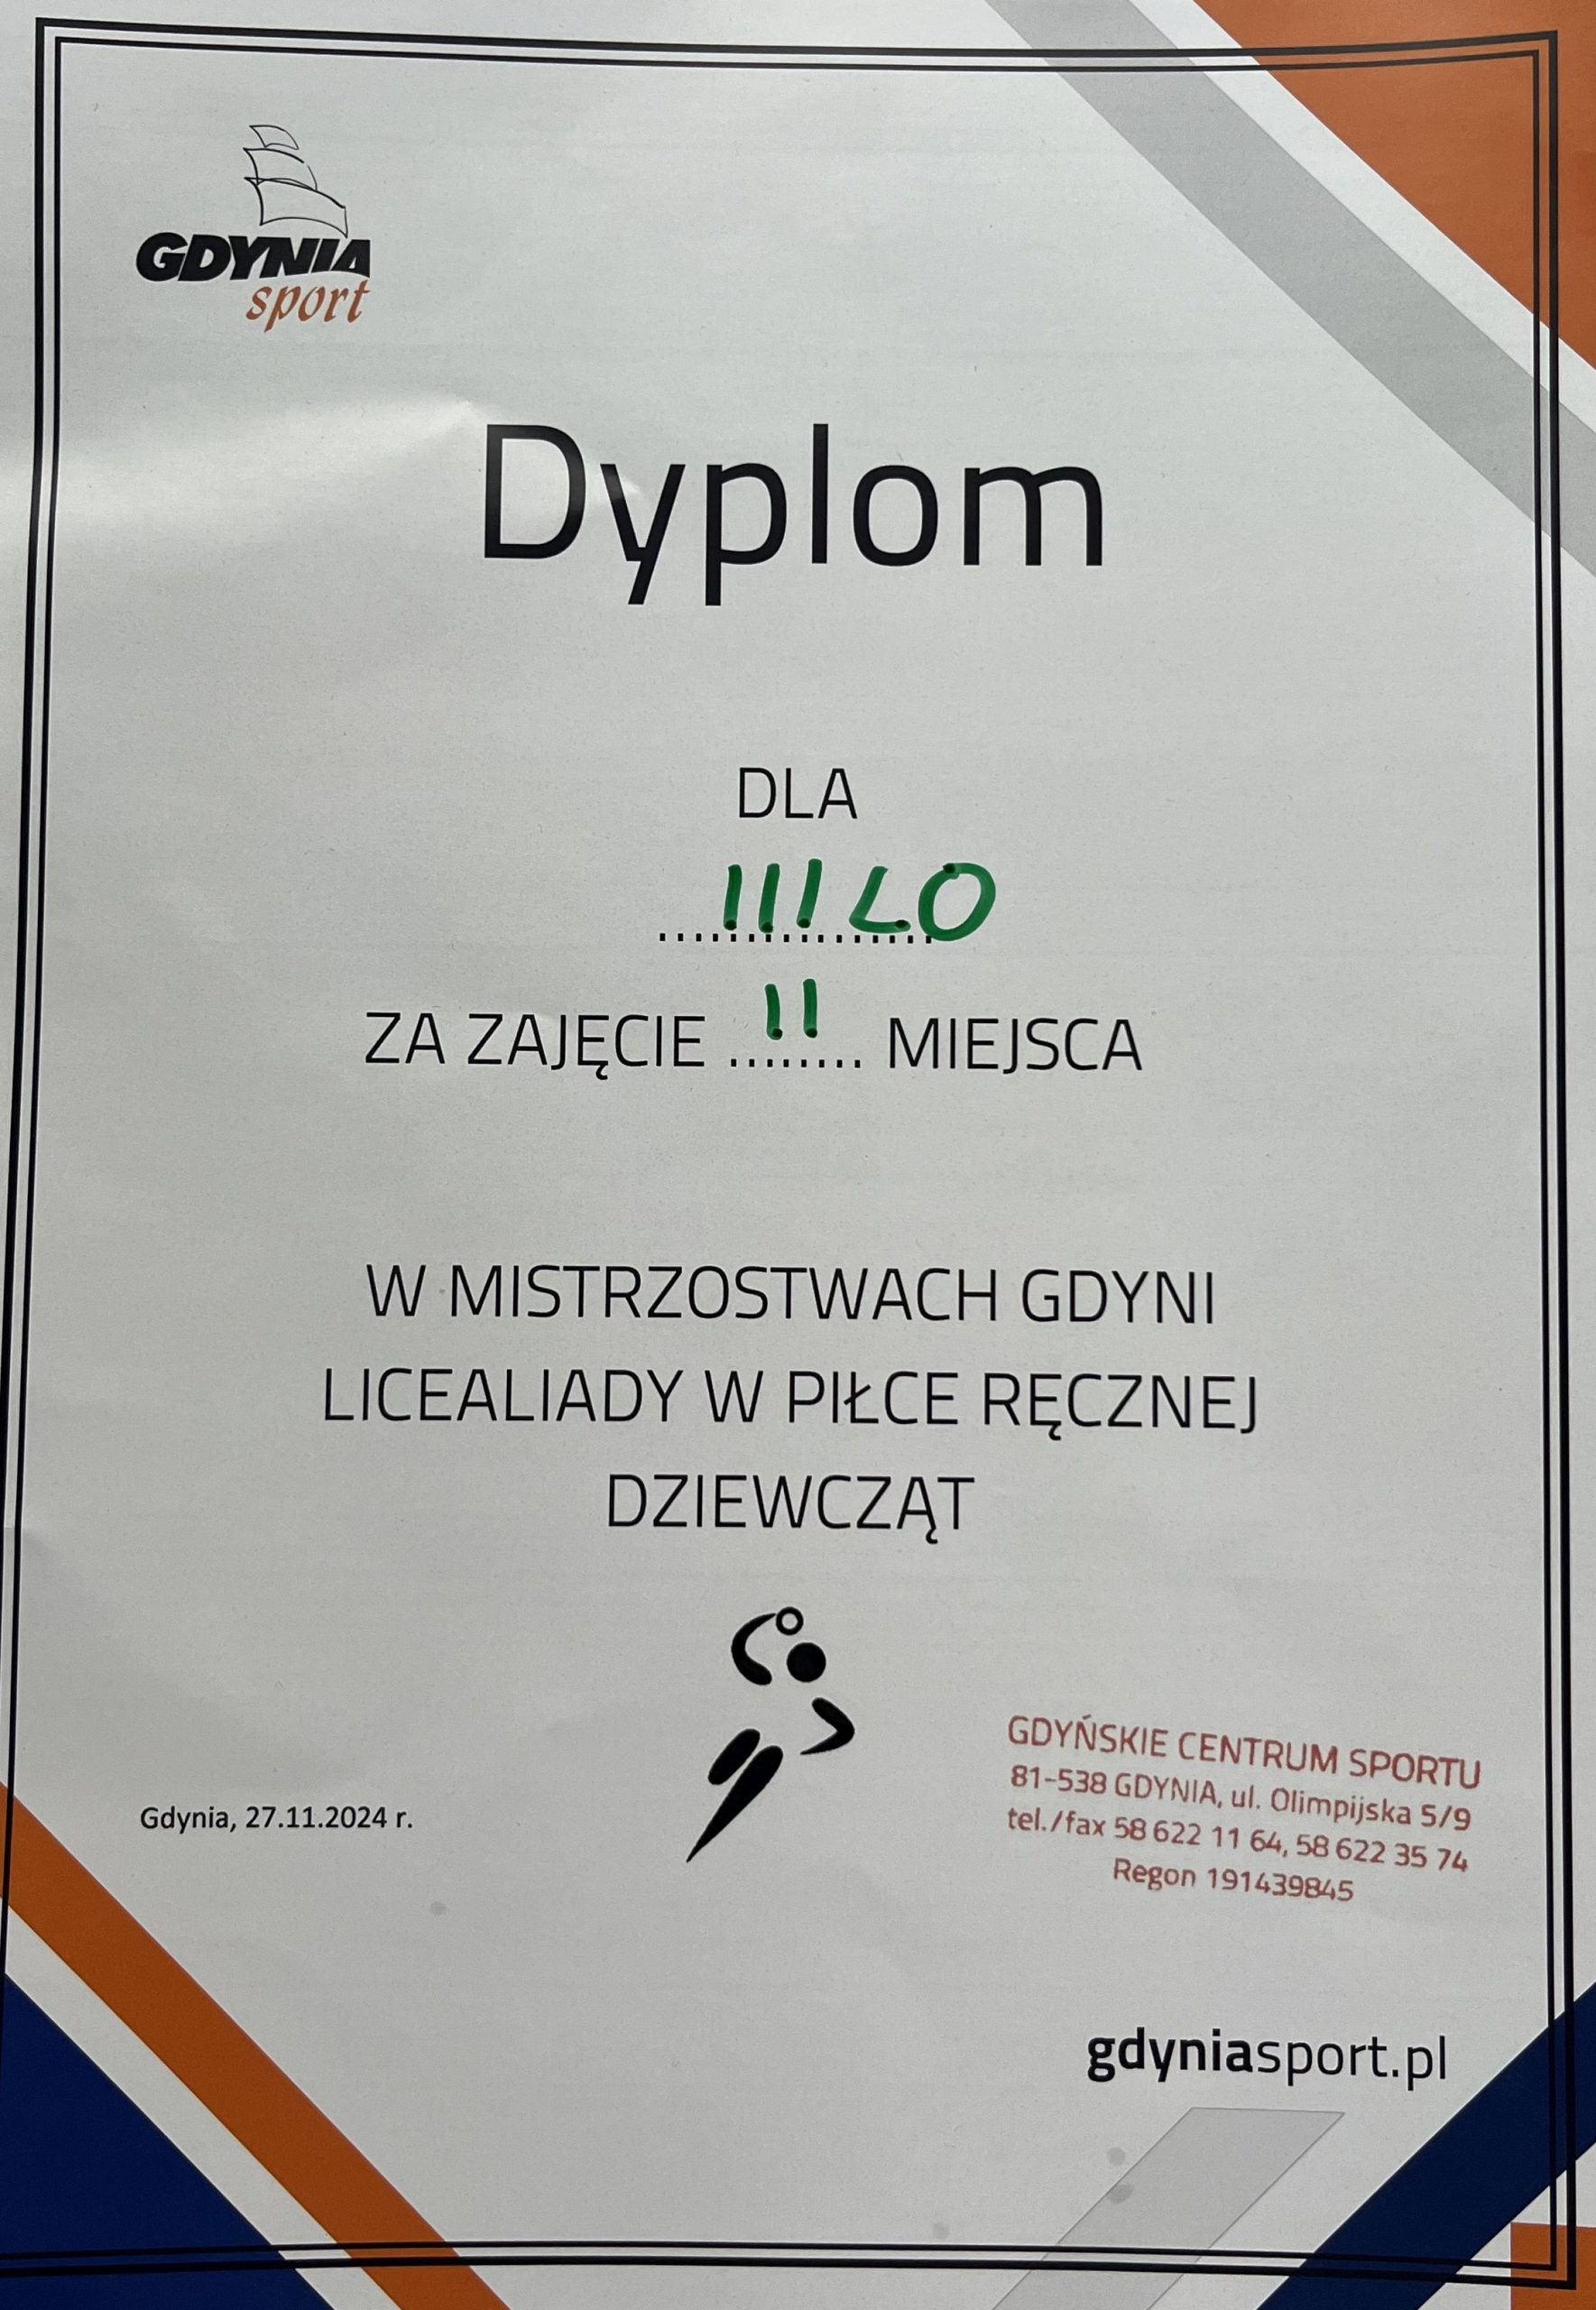 GDYNIA
sport
Dyplom
DLA
III LO
ZA ZAJĘCIE ...II... MIEJSCA
W MISTRZOSTWACH GDYNI
LICEALIADY W PIŁCE RĘCZNEJ
DZIEWCZĄT
GDYŃSKIE CENTRUM SPORTU
81-538 GDYNIA, ul. Olimpijska 5/9
tel./fax 58 622 11 64, 58 622 35 74
Regon 191439845
Gdynia, 27.11.2024 r.
gdyniasport.pl